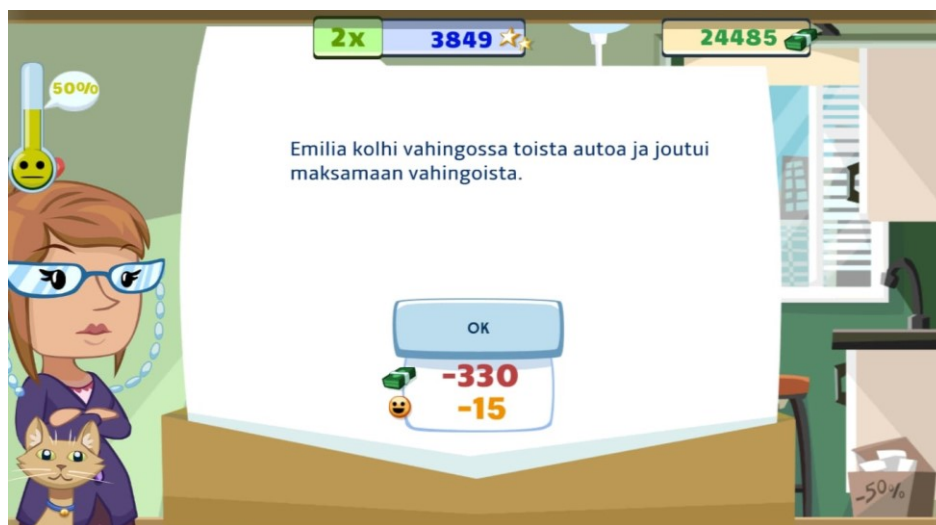 2x
3849
24485
50%
Emilia kolhi vahingossa toista autoa ja joutui
maksamaan vahingoista.
OK
-330
-15
-50%